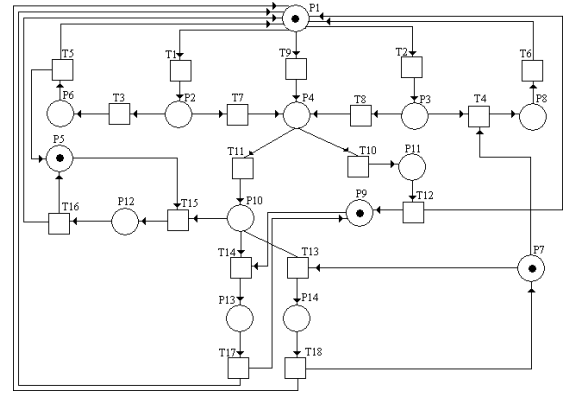 P1
T5 T1 T9 T2 T6
P6 T3 P2 T7 P4 T8 P3 T4 P8
P5 T11 T10 P11
T16 P12 T15 P10 P9 T12
T14 T13 P7
P13 P14
T17 T18